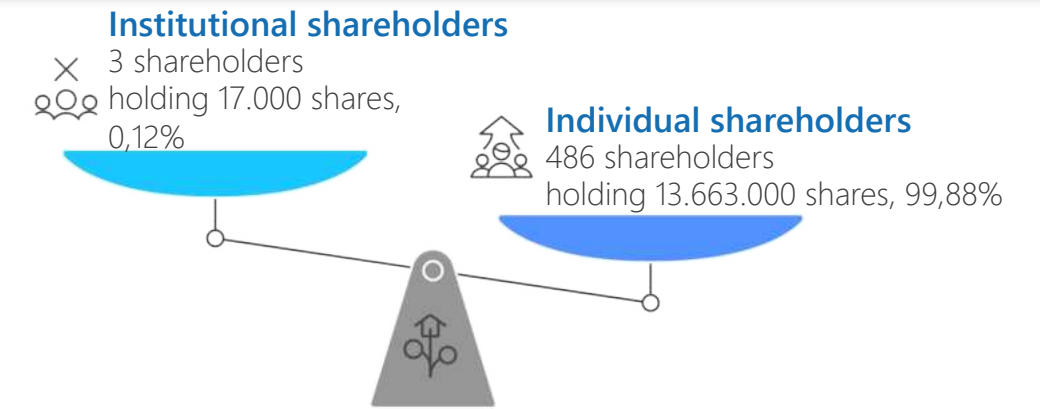 Institutional shareholders
3 shareholders
holding 17.000 shares,
0,12%
Individual shareholders
486 shareholders
holding 13.663.000 shares, 99,88%